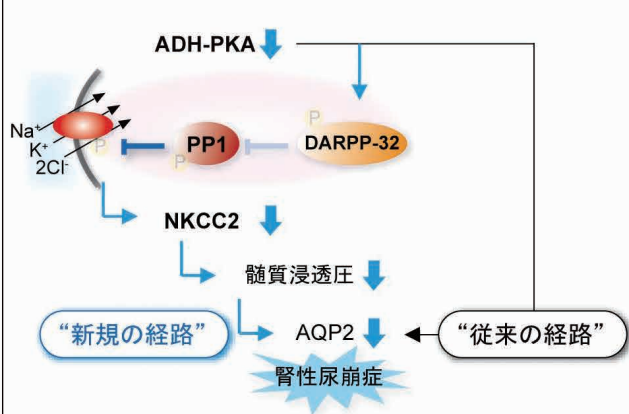 ADH-PKA
Na⁺
K⁺
2Cl⁻
P
PP1
P
P
DARPP-32
NKCC2
髄質浸透圧
“新規の経路”
AQP2
“従来の経路”
腎性尿崩症